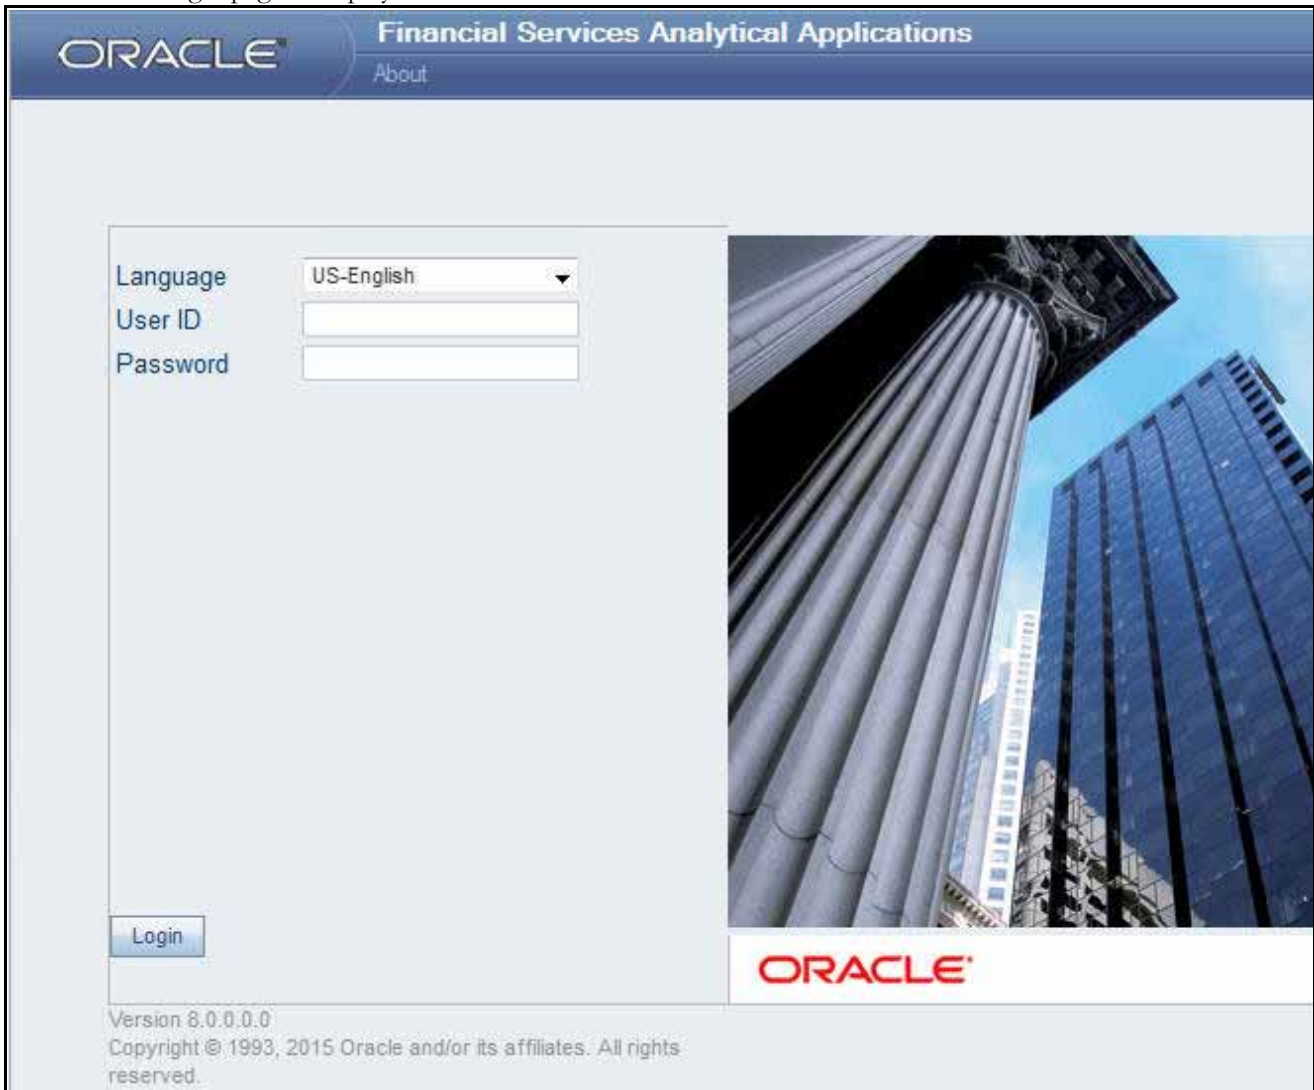 ORACLE
Financial Services Analytical Applications
About
Language US-English
User ID
Password
Login
ORACLE
Version 8.0.0.0.0
Copyright © 1993, 2015 Oracle and/or its affiliates. All rights
reserved.